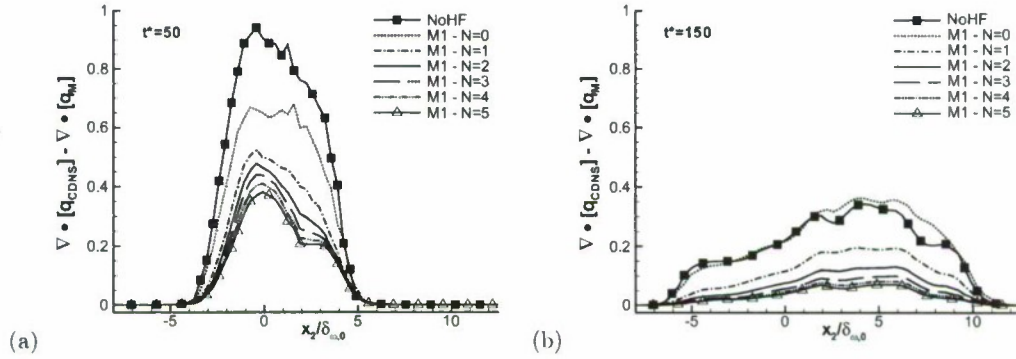 t*=50
NoHF
M1 - N=0
M1 - N=1
M1 - N=2
M1 - N=3
M1 - N=4
M1 - N=5
∇ • [q_CDNS] - ∇ • [q_M]
1
0.8
0.6
0.4
0.2
0
-5
0
5
10
x_2/δ_ω,0
(a)
t*=150
NoHF
M1 - N=0
M1 - N=1
M1 - N=2
M1 - N=3
M1 - N=4
M1 - N=5
∇ • [q_CDNS] - ∇ • [q_M]
1
0.8
0.6
0.4
0.2
0
-5
0
5
10
x_2/δ_ω,0
(b)